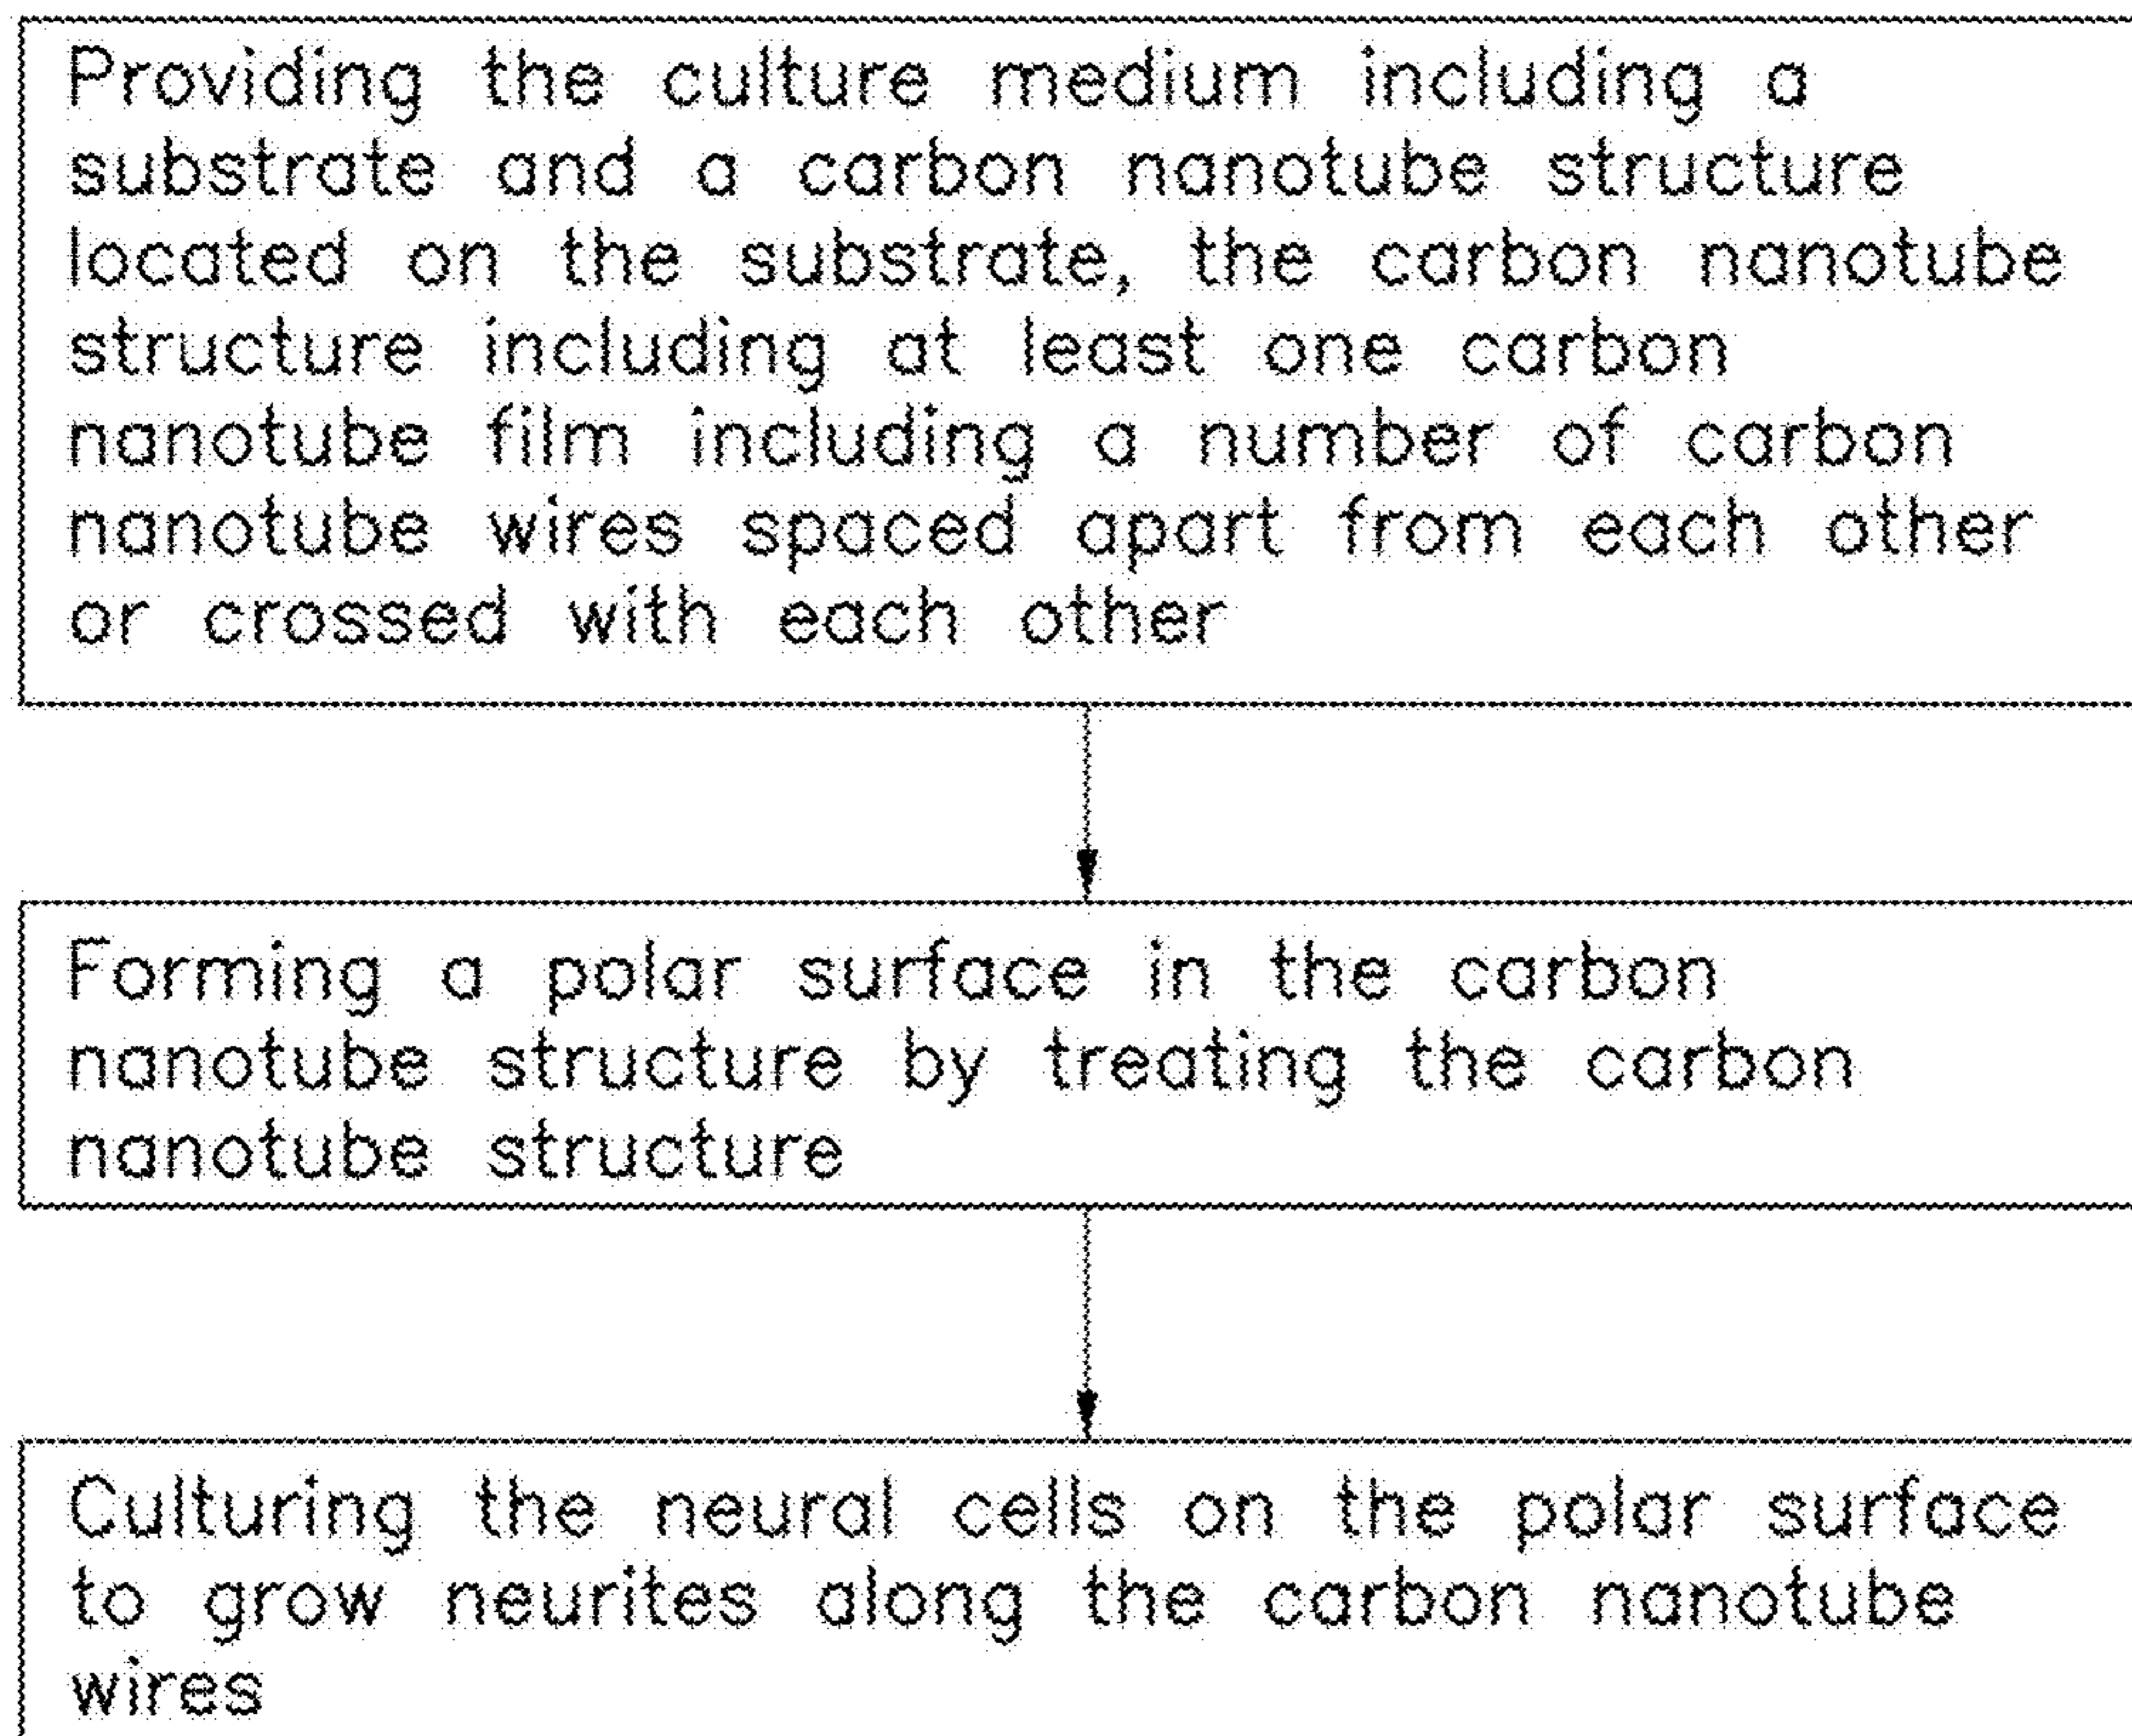 Providing the culture medium including a
substrate and a carbon nanotube structure
located on the substrate, the carbon nanotube
structure including at least one carbon
nanotube film including a number of carbon
nanotube wires spaced apart from each other
or crossed with each other
Forming a polar surface in the carbon
nanotube structure by treating the carbon
nanotube structure
Culturing the neural cells on the polar surface
to grow neurites along the carbon nanotube
wires